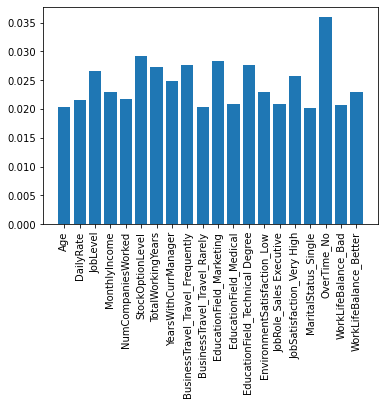 0.035
0.030
0.025
0.020
0.015
0.010
0.005
0.000
Age
DailyRate
JobLevel
MonthlyIncome
NumCompaniesWorked
StockOptionLevel
TotalWorkingYears
YearsWithCurrManager
BusinessTravel_Travel_Frequently
BusinessTravel_Travel_Rarely
EducationField_Marketing
EducationField_Medical
EducationField_Technical Degree
EnvironmentSatisfaction_Low
JobRole_Sales Executive
JobSatisfaction_Very High
MaritalStatus_Single
OverTime_No
WorkLifeBalance_Bad
WorkLifeBalance_Better